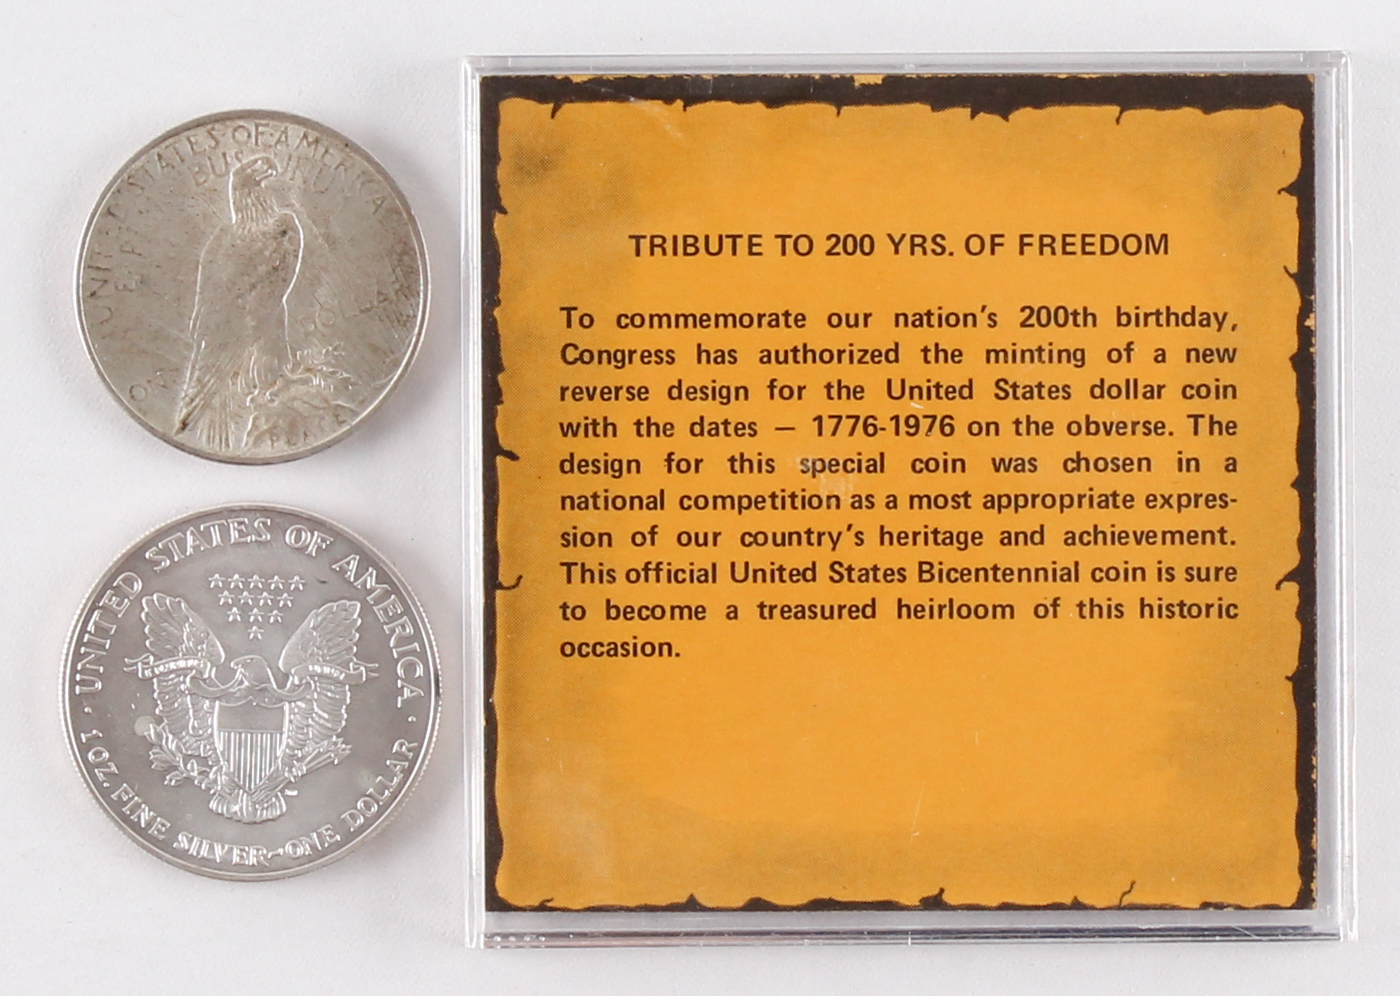 UNITED STATES OF AMERICA
E PLURIBUS UNUM
ONE DOLLAR
PEACE
UNITED STATES OF AMERICA
1 OZ. FINE SILVER~ONE DOLLAR
TRIBUTE TO 200 YRS. OF FREEDOM
To commemorate our nation's 200th birthday,
Congress has authorized the minting of a new
reverse design for the United States dollar coin
with the dates — 1776-1976 on the obverse. The
design for this special coin was chosen in a
national competition as a most appropriate expres-
sion of our country's heritage and achievement.
This official United States Bicentennial coin is sure
to become a treasured heirloom of this historic
occasion.